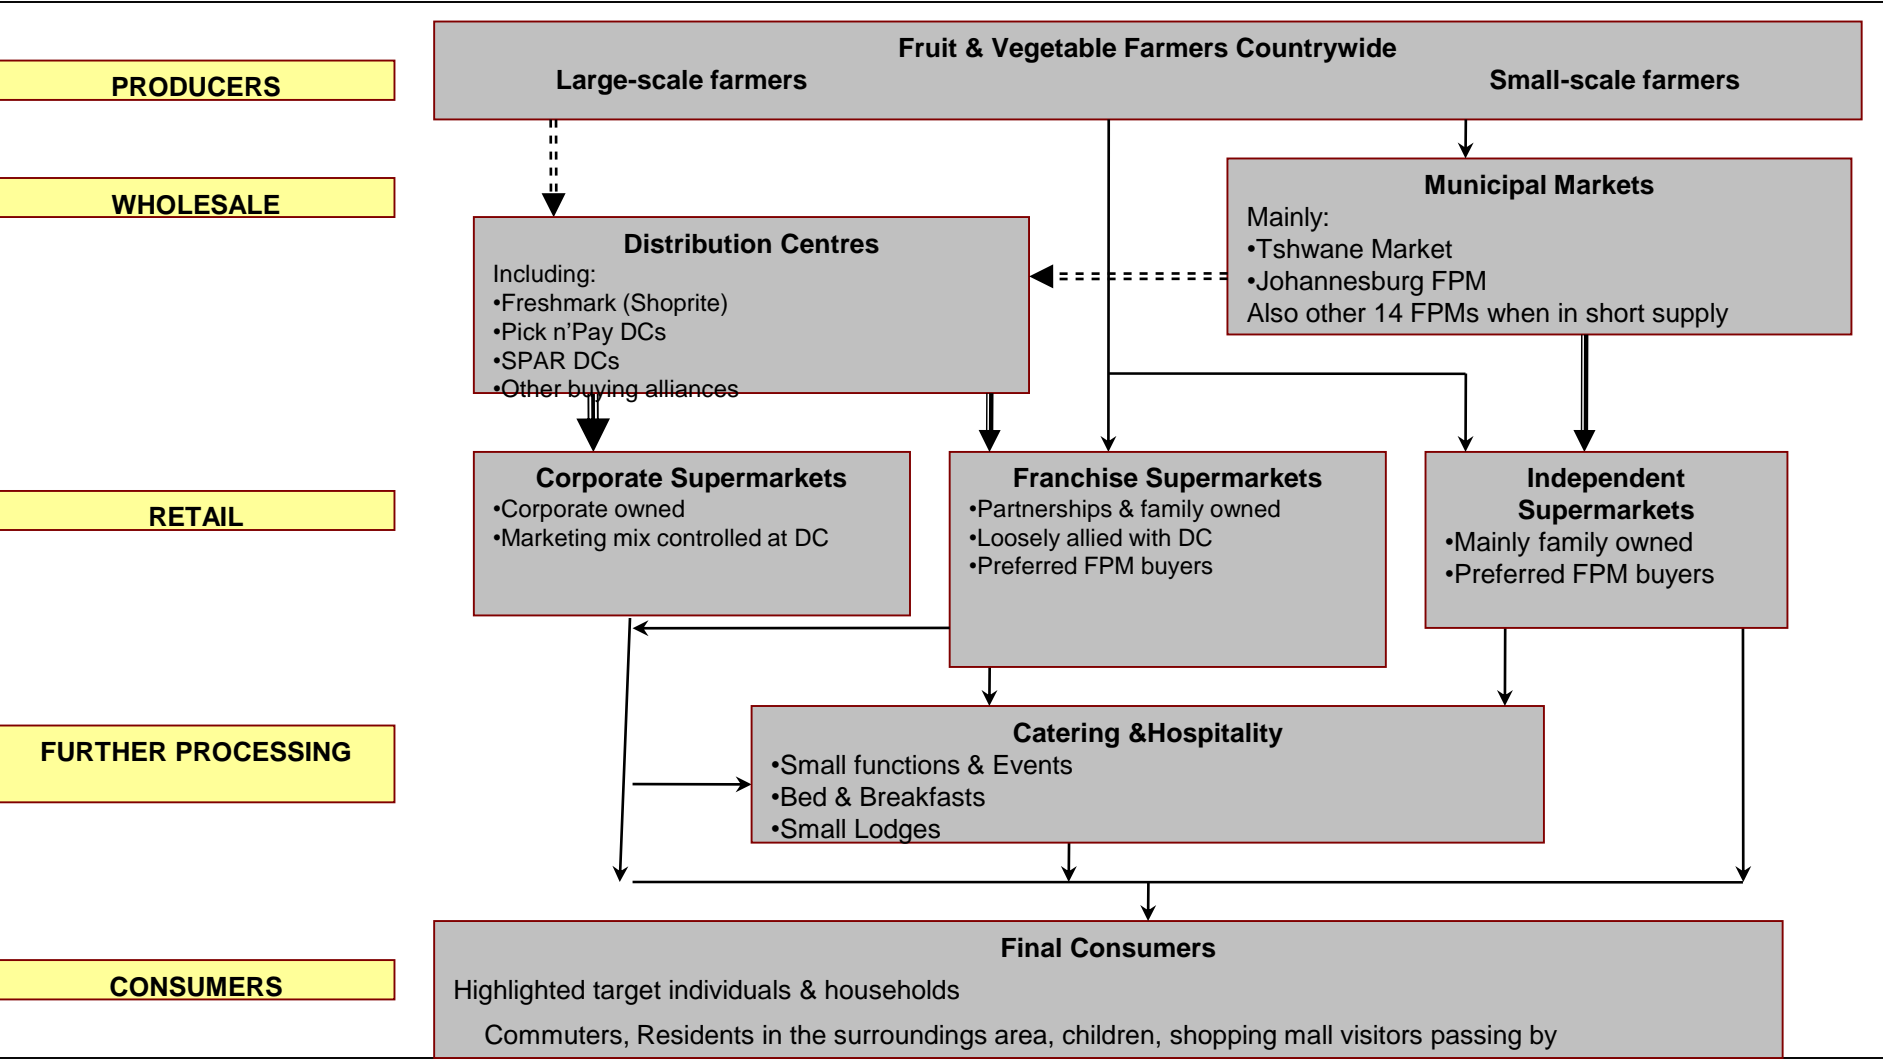 Fruit & Vegetable Farmers Countrywide
Large-scale farmers
Small-scale farmers
PRODUCERS
WHOLESALE
Municipal Markets
Mainly:
•Tshwane Market
•Johannesburg FPM
Also other 14 FPMs when in short supply
Distribution Centres
Including:
•Freshmark (Shoprite)
•Pick n’Pay DCs
•SPAR DCs
•Other buying alliances
RETAIL
Corporate Supermarkets
•Corporate owned
•Marketing mix controlled at DC
Franchise Supermarkets
•Partnerships & family owned
•Loosely allied with DC
•Preferred FPM buyers
Independent
Supermarkets
•Mainly family owned
•Preferred FPM buyers
FURTHER PROCESSING
Catering &Hospitality
•Small functions & Events
•Bed & Breakfasts
•Small Lodges
CONSUMERS
Final Consumers
Highlighted target individuals & households
Commuters, Residents in the surroundings area, children, shopping mall visitors passing by